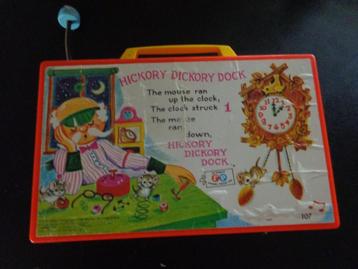 HICKORY DICKORY DOCK
The mouse ran
up the clock,
The clock struck 1
The mouse
ran
down,
HICKORY
DICKORY
DOCK
107